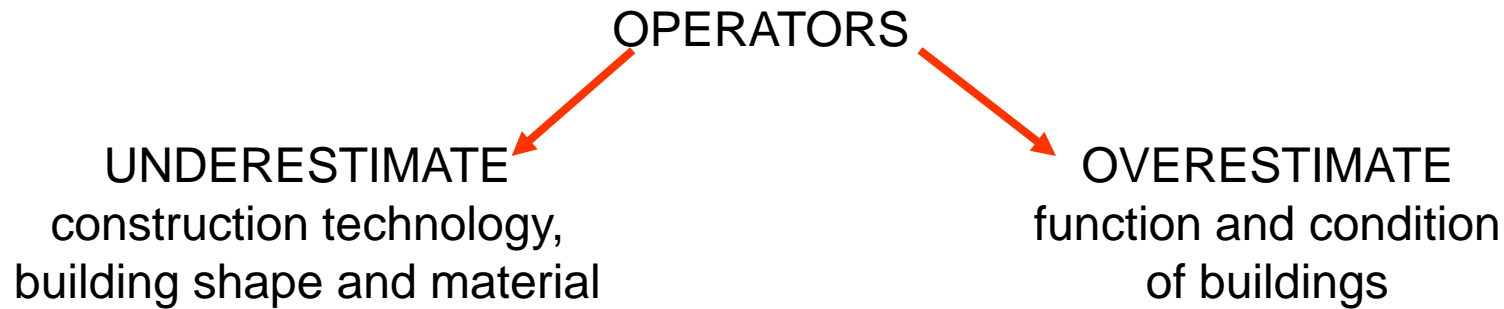 OPERATORS
UNDERESTIMATE
construction technology,
building shape and material
OVERESTIMATE
function and condition
of buildings